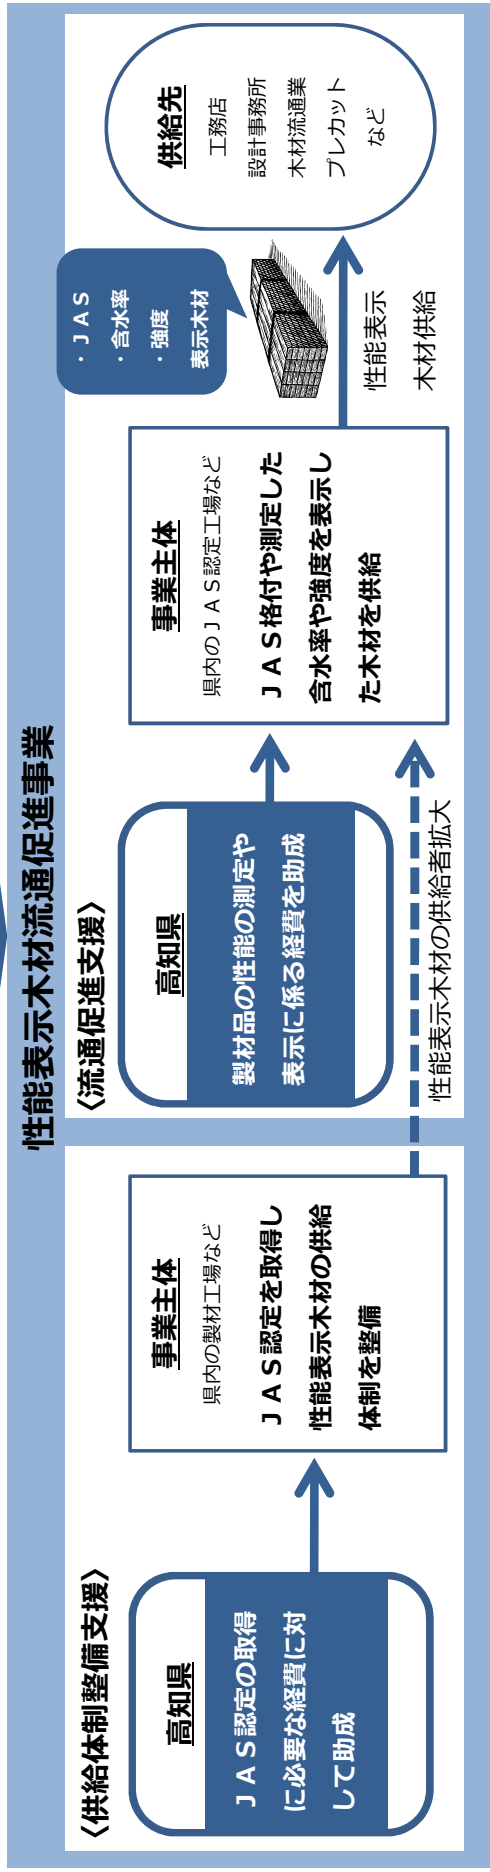 性能表示木材流通促進事業
〈供給体制整備支援〉
高知県
ＪＡＳ認定の取得
に必要な経費に対
して助成
事業主体
県内の製材工場など
ＪＡＳ認定を取得し
性能表示木材の供給
体制を整備
〈流通促進支援〉
高知県
製材品の性能の測定や
表示に係る経費を助成
性能表示木材の供給者拡大
事業主体
県内のＪＡＳ認定工場など
ＪＡＳ格付や測定した
含水率や強度を表示し
た木材を供給
・ＪＡＳ
・含水率
・強度
表示木材
性能表示
木材供給
供給先
工務店
設計事務所
木材流通業
プレカット
など